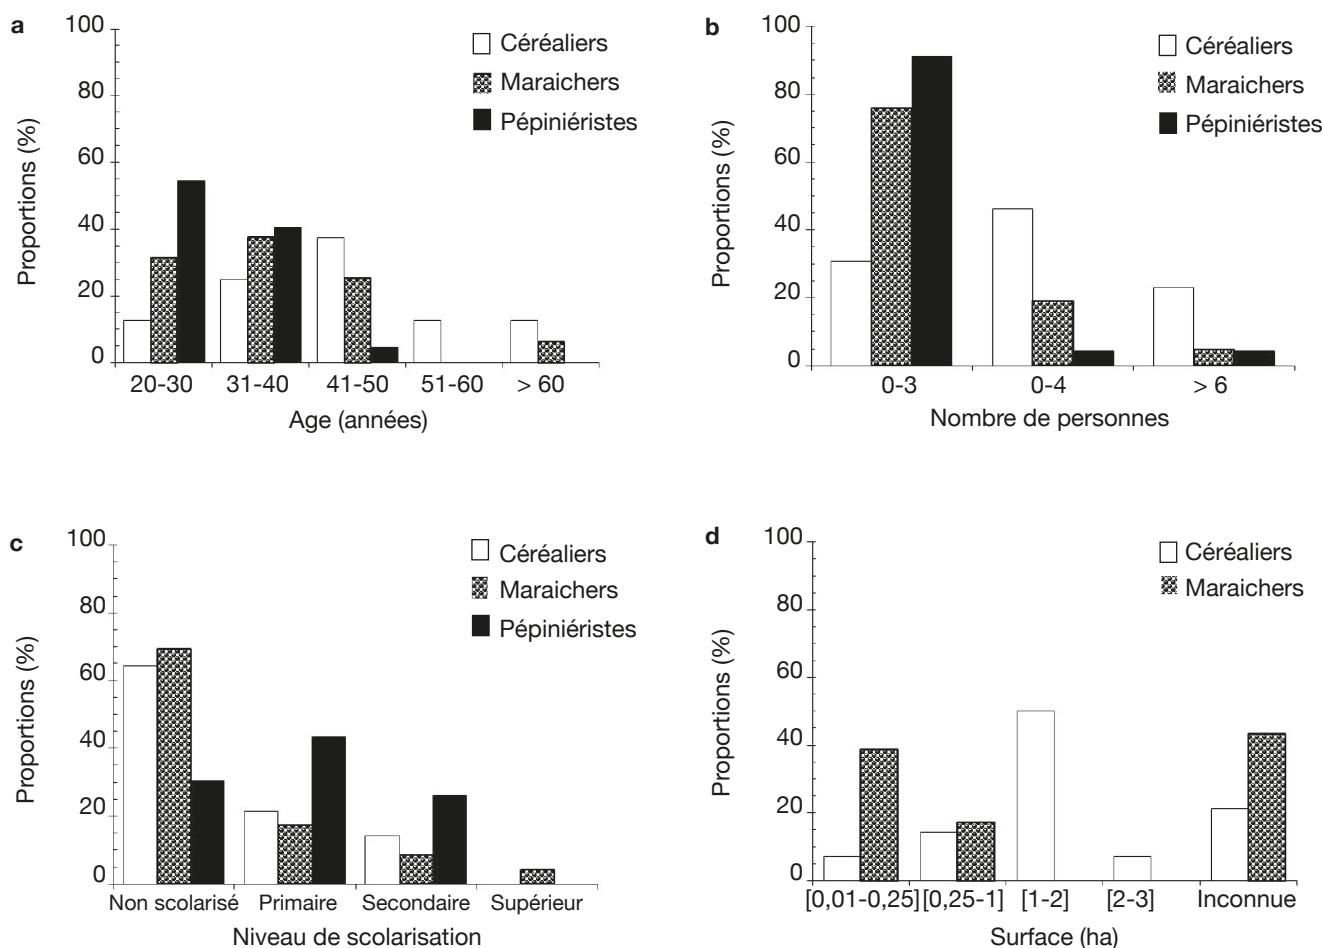 a
100
80
60
40
20
0
Proportions (%)
Céréaliers
Maraichers
Pépiniéristes
20-30 31-40 41-50 51-60 > 60
Age (années)
b
100
80
60
40
20
0
Proportions (%)
Céréaliers
Maraichers
Pépiniéristes
0-3 0-4 > 6
Nombre de personnes
c
100
80
60
40
20
0
Proportions (%)
Céréaliers
Maraichers
Pépiniéristes
Non scolarisé Primaire Secondaire Supérieur
Niveau de scolarisation
d
100
80
60
40
20
0
Proportions (%)
Céréaliers
Maraichers
[0,01-0,25] [0,25-1] [1-2] [2-3] Inconnue
Surface (ha)